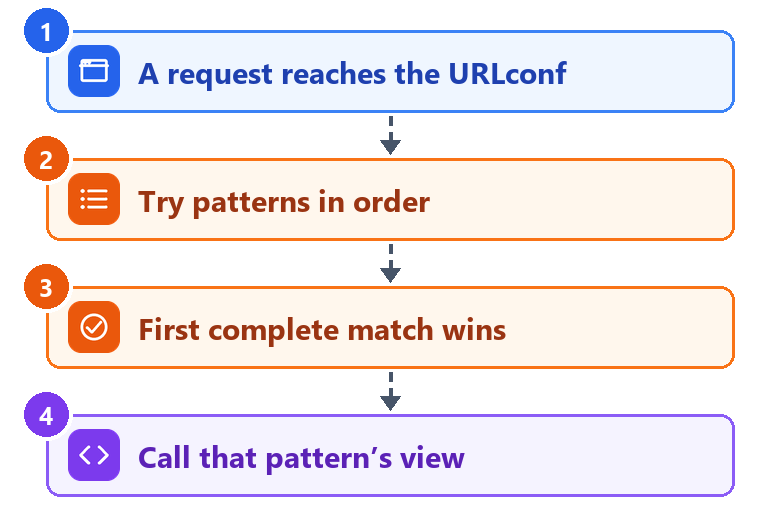 1
A request reaches the URLconf
2
Try patterns in order
3
First complete match wins
4
Call that pattern’s view